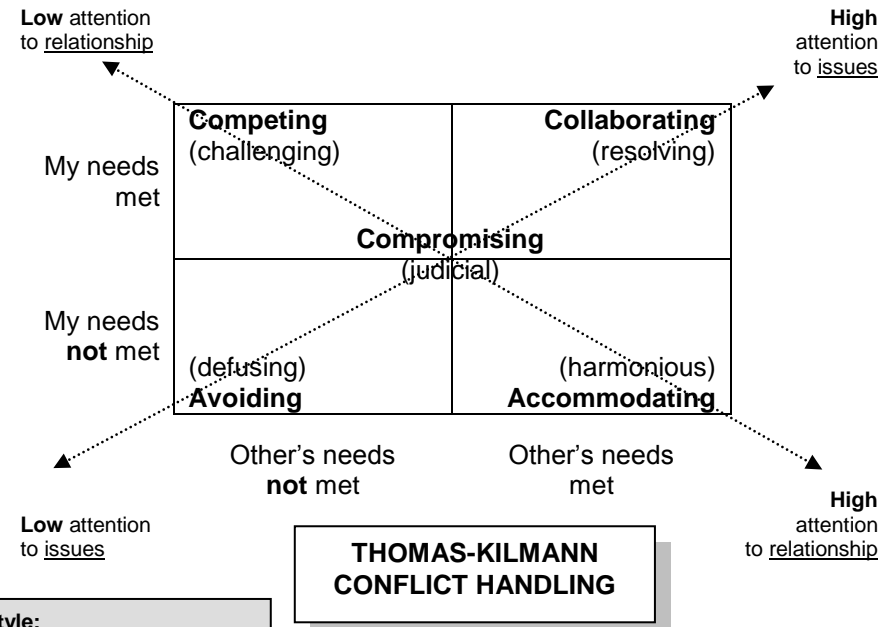 Low attention
to relationship
High
attention
to issues
Competing
(challenging)
Collaborating
(resolving)
My needs
met
Compromising
(judicial)
My needs
not met
(defusing)
Avoiding
(harmonious)
Accommodating
Other’s needs
not met
Other’s needs
met
Low attention
to issues
High
attention
to relationship
THOMAS-KILMANN
CONFLICT HANDLING